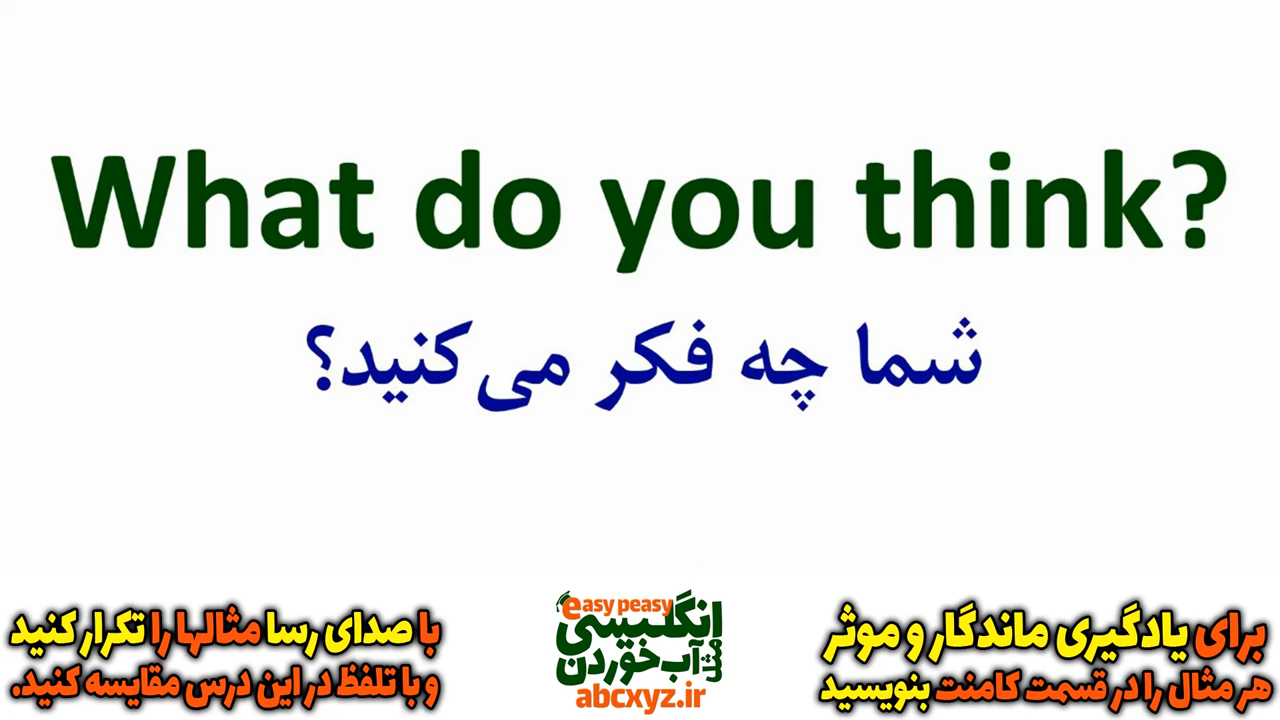 What do you think?
شما چه فکر می‌کنید؟
برای یادگیری ماندگار و موثر
هر مثال را در قسمت کامنت بنویسید
easy peasy
انگلیسی
مثل آب خوردن
abcxyz.ir
با صدای رسا مثالها را تکرار کنید
و با تلفظ در این درس مقایسه کنید.